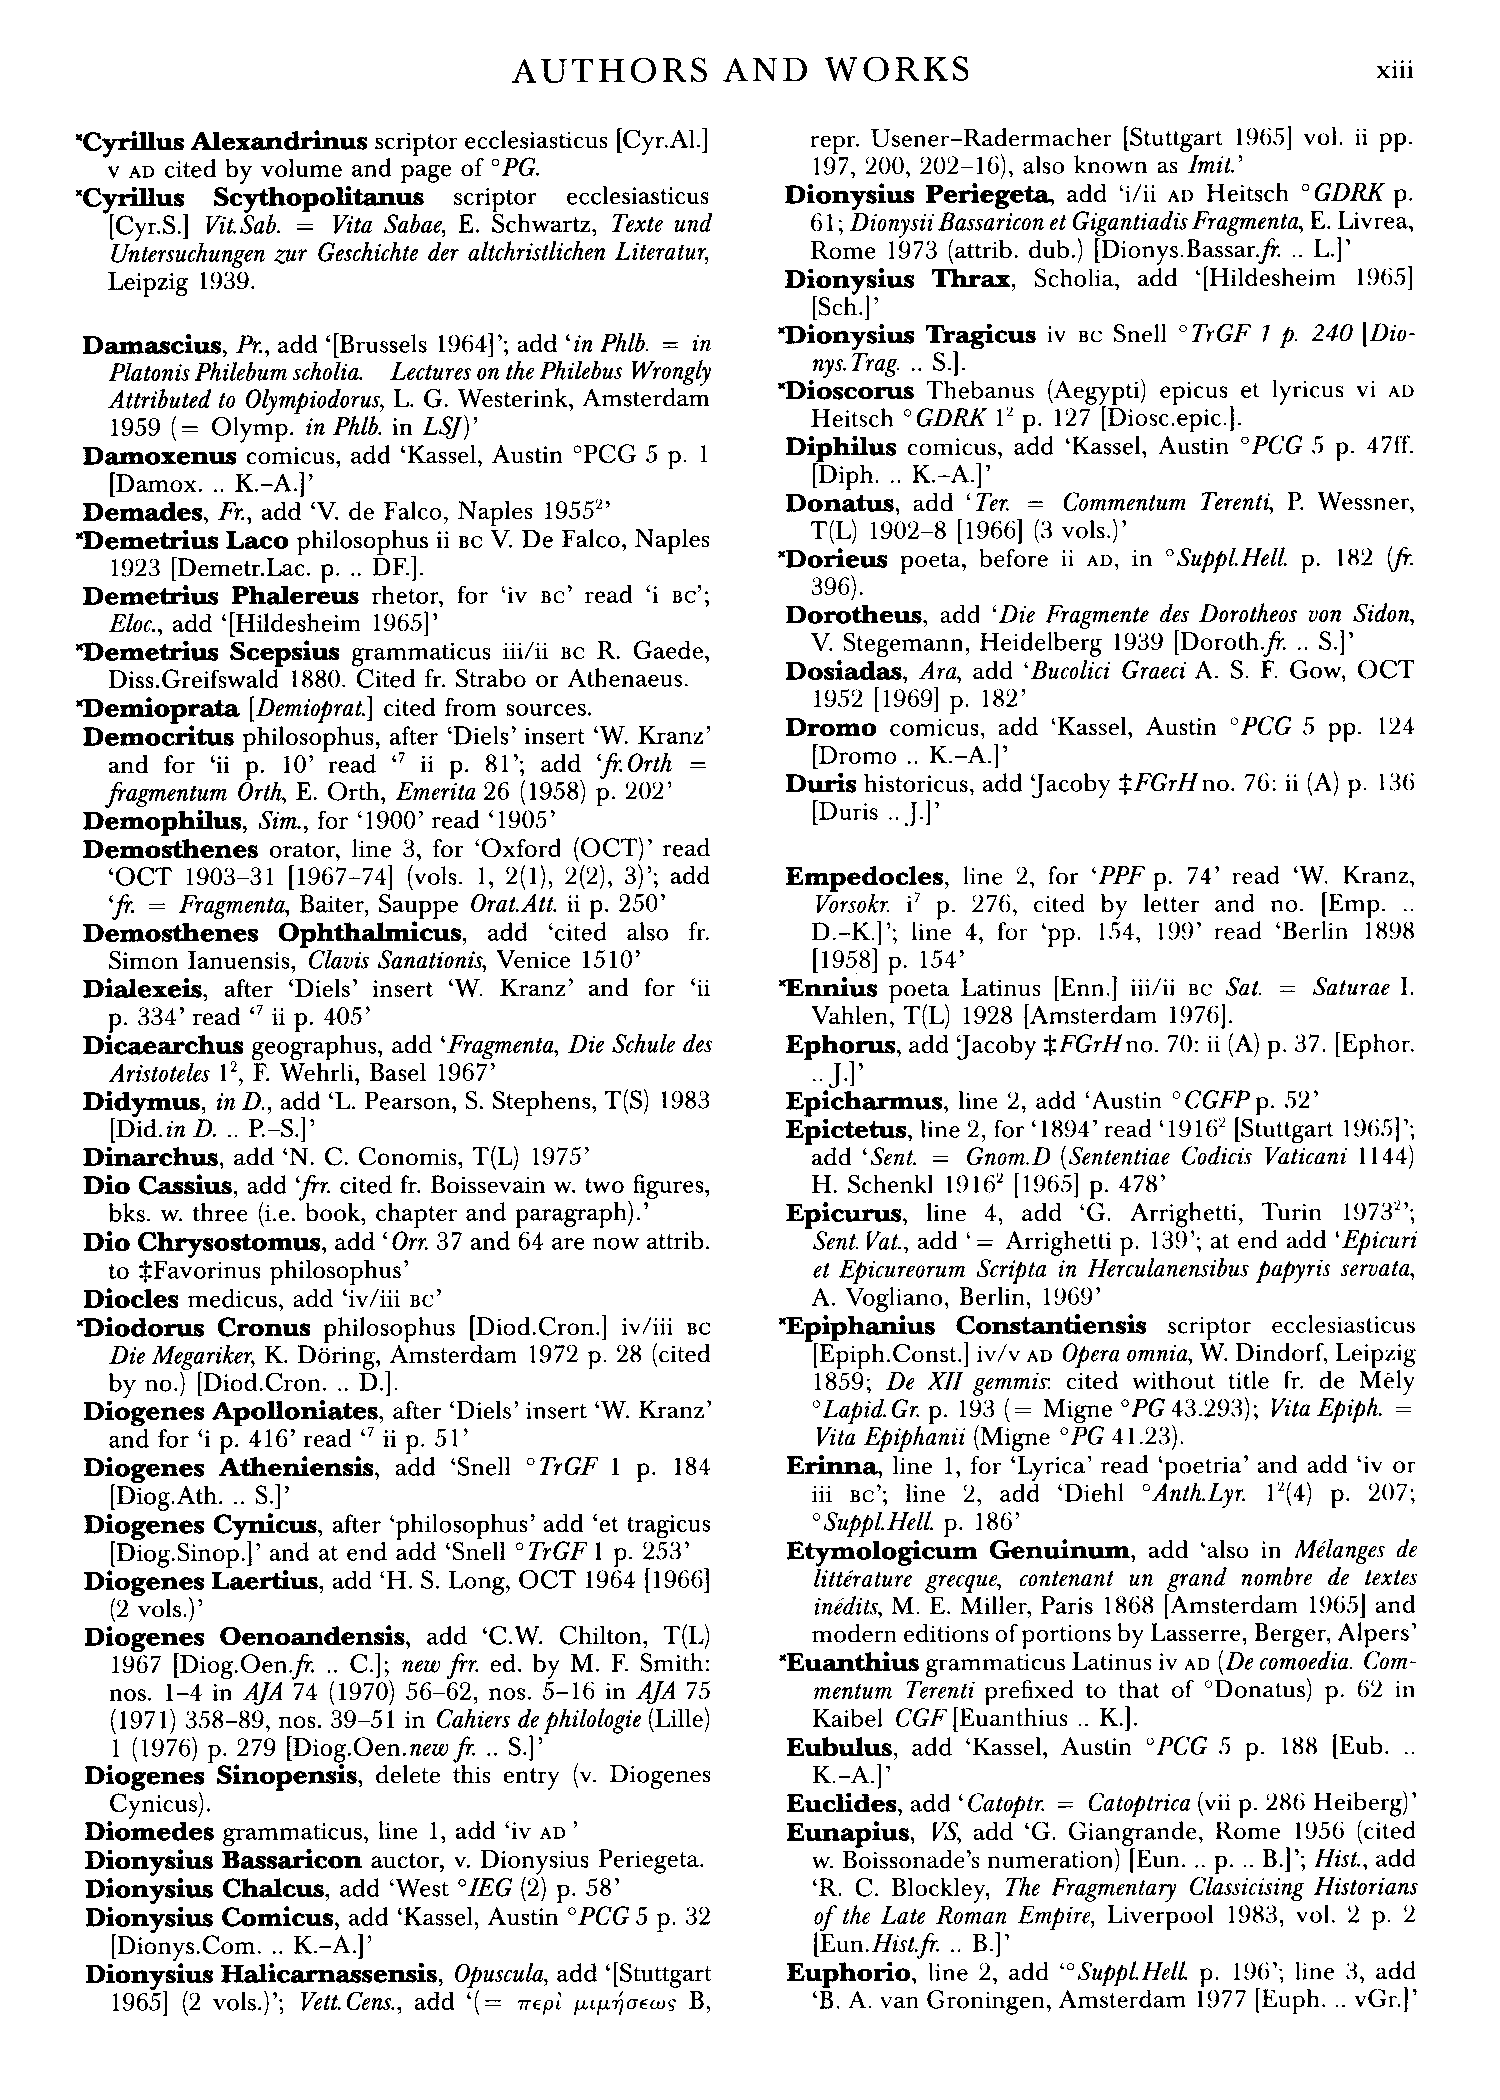 AUTHORS AND WORKS
xiii
*Cyrillus Alexandrinus scriptor ecclesiasticus [Cyr.Al.]
v AD cited by volume and page of °PG.
*Cyrillus Scythopolitanus scriptor ecclesiasticus
[Cyr.S.] Vit.Sab. = Vita Sabae, E. Schwartz, Texte und
Untersuchungen zur Geschichte der altchristlichen Literatur,
Leipzig 1939.
Damascius, Pr., add ‘[Brussels 1964]’; add ‘in Phlb. = in
Platonis Philebum scholia. Lectures on the Philebus Wrongly
Attributed to Olympiodorus, L. G. Westerink, Amsterdam
1959 (= Olymp. in Phlb. in LSJ)’
Damoxenus comicus, add ‘Kassel, Austin °PCG 5 p. 1
[Damox. .. K.–A.]’
Demades, Fr., add ‘V. de Falco, Naples 1955²’
*Demetrius Laco philosophus ii BC V. De Falco, Naples
1923 [Demetr.Lac. p. .. DF.].
Demetrius Phalereus rhetor, for ‘iv BC’ read ‘i BC’;
Eloc., add ‘[Hildesheim 1965]’
*Demetrius Scepsius grammaticus iii/ii BC R. Gaede,
Diss.Greifswald 1880. Cited fr. Strabo or Athenaeus.
*Demioprata [Demioprat.] cited from sources.
Democritus philosophus, after ‘Diels’ insert ‘W. Kranz’
and for ‘ii p. 10’ read ‘⁷ ii p. 81’; add ‘fr.Orth =
fragmentum Orth, E. Orth, Emerita 26 (1958) p. 202’
Demophilus, Sim., for ‘1900’ read ‘1905’
Demosthenes orator, line 3, for ‘Oxford (OCT)’ read
‘OCT 1903–31 [1967–74] (vols. 1, 2(1), 2(2), 3)’; add
‘fr. = Fragmenta, Baiter, Sauppe Orat.Att. ii p. 250’
Demosthenes Ophthalmicus, add ‘cited also fr.
Simon Ianuensis, Clavis Sanationis, Venice 1510’
Dialexeis, after ‘Diels’ insert ‘W. Kranz’ and for ‘ii
p. 334’ read ‘⁷ ii p. 405’
Dicaearchus geographus, add ‘Fragmenta, Die Schule des
Aristoteles 1², F. Wehrli, Basel 1967’
Didymus, in D., add ‘L. Pearson, S. Stephens, T(S) 1983
[Did.in D. .. P.–S.]’
Dinarchus, add ‘N. C. Conomis, T(L) 1975’
Dio Cassius, add ‘frr. cited fr. Boissevain w. two figures,
bks. w. three (i.e. book, chapter and paragraph).’
Dio Chrysostomus, add ‘Orr. 37 and 64 are now attrib.
to ‡Favorinus philosophus’
Diocles medicus, add ‘iv/iii BC’
*Diodorus Cronus philosophus [Diod.Cron.] iv/iii BC
Die Megariker, K. Döring, Amsterdam 1972 p. 28 (cited
by no.) [Diod.Cron. .. D.].
Diogenes Apolloniates, after ‘Diels’ insert ‘W. Kranz’
and for ‘i p. 416’ read ‘⁷ ii p. 51’
Diogenes Atheniensis, add ‘Snell °TrGF 1 p. 184
[Diog.Ath. .. S.]’
Diogenes Cynicus, after ‘philosophus’ add ‘et tragicus
[Diog.Sinop.]’ and at end add ‘Snell °TrGF 1 p. 253’
Diogenes Laertius, add ‘H. S. Long, OCT 1964 [1966]
(2 vols.)’
Diogenes Oenoandensis, add ‘C.W. Chilton, T(L)
1967 [Diog.Oen.fr. .. C.]; new frr. ed. by M. F. Smith:
nos. 1–4 in AJA 74 (1970) 56–62, nos. 5–16 in AJA 75
(1971) 358–89, nos. 39–51 in Cahiers de philologie (Lille)
1 (1976) p. 279 [Diog.Oen.new fr. .. S.]’
Diogenes Sinopensis, delete this entry (v. Diogenes
Cynicus).
Diomedes grammaticus, line 1, add ‘iv AD ’
Dionysius Bassaricon auctor, v. Dionysius Periegeta.
Dionysius Chalcus, add ‘West °IEG (2) p. 58’
Dionysius Comicus, add ‘Kassel, Austin °PCG 5 p. 32
[Dionys.Com. .. K.–A.]’
Dionysius Halicarnassensis, Opuscula, add ‘[Stuttgart
1965] (2 vols.)’; Vett.Cens., add ‘(= περὶ μιμήσεως B,
repr. Usener–Radermacher [Stuttgart 1965] vol. ii pp.
197, 200, 202–16), also known as Imit.’
Dionysius Periegeta, add ‘i/ii AD Heitsch °GDRK p.
61; Dionysii Bassaricon et Gigantiadis Fragmenta, E. Livrea,
Rome 1973 (attrib. dub.) [Dionys.Bassar.fr. .. L.]’
Dionysius Thrax, Scholia, add ‘[Hildesheim 1965]
[Sch.]’
*Dionysius Tragicus iv BC Snell °TrGF 1 p. 240 [Dio-
nys.Trag. .. S.].
*Dioscorus Thebanus (Aegypti) epicus et lyricus vi AD
Heitsch °GDRK 1² p. 127 [Diosc.epic.].
Diphilus comicus, add ‘Kassel, Austin °PCG 5 p. 47ff.
[Diph. .. K.–A.]’
Donatus, add ‘Ter. = Commentum Terenti, P. Wessner,
T(L) 1902–8 [1966] (3 vols.)’
*Dorieus poeta, before ii AD, in °Suppl.Hell. p. 182 (fr.
396).
Dorotheus, add ‘Die Fragmente des Dorotheos von Sidon,
V. Stegemann, Heidelberg 1939 [Doroth.fr. .. S.]’
Dosiadas, Ara, add ‘Bucolici Graeci A. S. F. Gow, OCT
1952 [1969] p. 182’
Dromo comicus, add ‘Kassel, Austin °PCG 5 pp. 124
[Dromo .. K.–A.]’
Duris historicus, add ‘Jacoby ‡FGrH no. 76: ii (A) p. 136
[Duris .. J.]’
Empedocles, line 2, for ‘PPF p. 74’ read ‘W. Kranz,
Vorsokr. i⁷ p. 276, cited by letter and no. [Emp. ..
D.–K.]’; line 4, for ‘pp. 154, 199’ read ‘Berlin 1898
[1958] p. 154’
*Ennius poeta Latinus [Enn.] iii/ii BC Sat. = Saturae I.
Vahlen, T(L) 1928 [Amsterdam 1976].
Ephorus, add ‘Jacoby ‡FGrH no. 70: ii (A) p. 37. [Ephor.
.. J.]’
Epicharmus, line 2, add ‘Austin °CGFP p. 52’
Epictetus, line 2, for ‘1894’ read ‘1916² [Stuttgart 1965]’;
add ‘Sent. = Gnom.D (Sententiae Codicis Vaticani 1144)
H. Schenkl 1916² [1965] p. 478’
Epicurus, line 4, add ‘G. Arrighetti, Turin 1973²’;
Sent. Vat., add ‘= Arrighetti p. 139’; at end add ‘Epicuri
et Epicureorum Scripta in Herculanensibus papyris servata,
A. Vogliano, Berlin, 1969’
*Epiphanius Constantiensis scriptor ecclesiasticus
[Epiph.Const.] iv/v AD Opera omnia, W. Dindorf, Leipzig
1859; De XII gemmis: cited without title fr. de Mély
°Lapid.Gr. p. 193 (= Migne °PG 43.293); Vita Epiph. =
Vita Epiphanii (Migne °PG 41.23).
Erinna, line 1, for ‘Lyrica’ read ‘poetria’ and add ‘iv or
iii BC’; line 2, add ‘Diehl °Anth.Lyr. 1²(4) p. 207;
°Suppl.Hell. p. 186’
Etymologicum Genuinum, add ‘also in Mélanges de
littérature grecque, contenant un grand nombre de textes
inédits, M. E. Miller, Paris 1868 [Amsterdam 1965] and
modern editions of portions by Lasserre, Berger, Alpers’
*Euanthius grammaticus Latinus iv AD (De comoedia. Com-
mentum Terenti prefixed to that of °Donatus) p. 62 in
Kaibel CGF [Euanthius .. K.].
Eubulus, add ‘Kassel, Austin °PCG 5 p. 188 [Eub. ..
K.–A.]’
Euclides, add ‘Catoptr. = Catoptrica (vii p. 286 Heiberg)’
Eunapius, VS, add ‘G. Giangrande, Rome 1956 (cited
w. Boissonade’s numeration) [Eun. .. p. .. B.]’; Hist., add
‘R. C. Blockley, The Fragmentary Classicising Historians
of the Late Roman Empire, Liverpool 1983, vol. 2 p. 2
[Eun.Hist.fr. .. B.]’
Euphorio, line 2, add ‘°Suppl.Hell. p. 196’; line 3, add
‘B. A. van Groningen, Amsterdam 1977 [Euph. .. vGr.]’